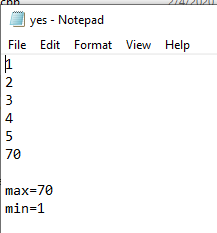 yes - Notepad
File Edit Format View Help
1
2
3
4
5
70
max=70
min=1